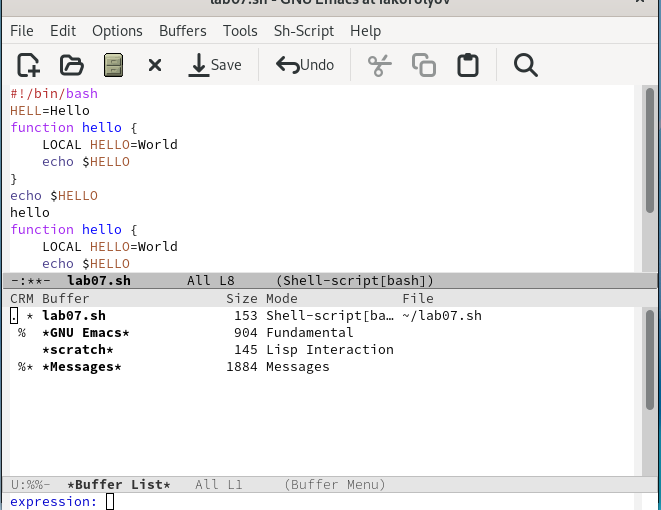 lab07.sh - GNU Emacs at fakorolyov
File Edit Options Buffers Tools Sh-Script Help
Save Undo
#!/bin/bash
HELL=Hello
function hello {
    LOCAL HELLO=World
    echo $HELLO
}
echo $HELLO
hello
function hello {
    LOCAL HELLO=World
    echo $HELLO
-:**-  lab07.sh       All L8     (Shell-script[bash])
CRM Buffer                 Size Mode             File
. * lab07.sh                153 Shell-script[ba… ~/lab07.sh
 %  *GNU Emacs*             904 Fundamental
    *scratch*               145 Lisp Interaction
 %* *Messages*             1884 Messages
U:%%-  *Buffer List*   All L1     (Buffer Menu)
expression: